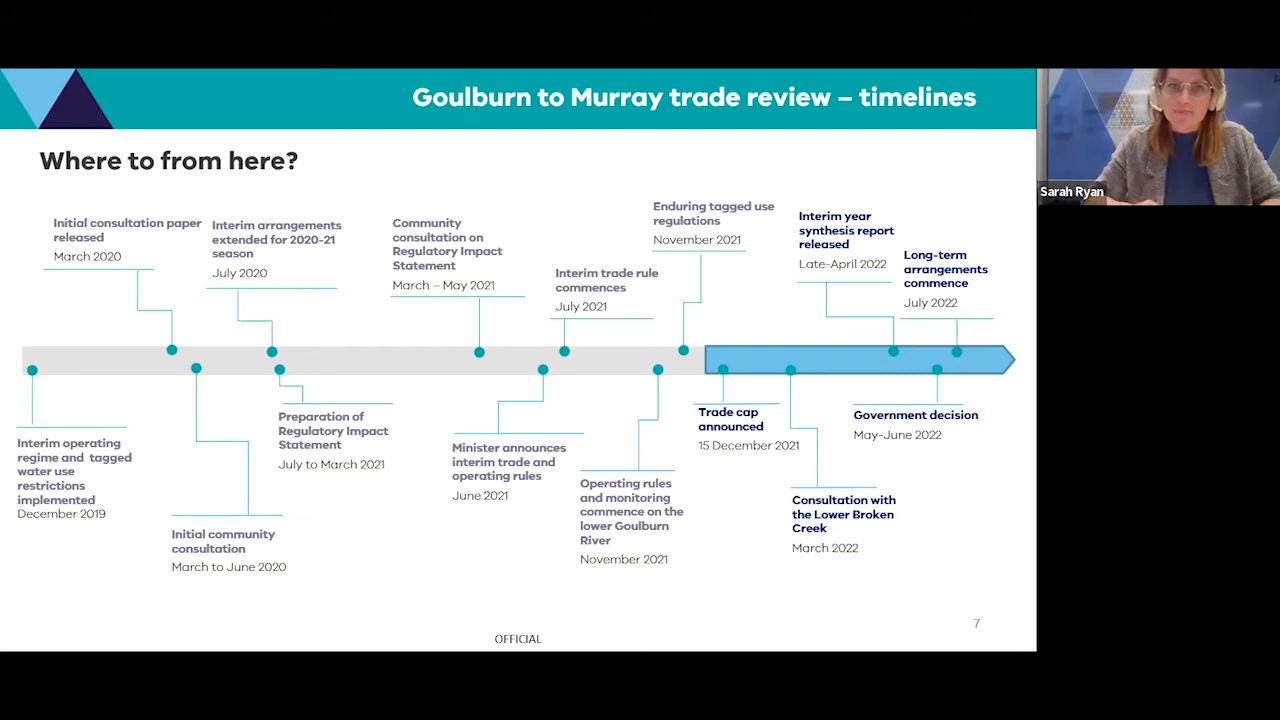 Goulburn to Murray trade review – timelines
Sarah Ryan
Where to from here?
Initial consultation paper
released
March 2020
Interim arrangements
extended for 2020-21
season
July 2020
Community
consultation on
Regulatory Impact
Statement
March – May 2021
Interim trade rule
commences
July 2021
Enduring tagged use
regulations
November 2021
Interim year
synthesis report
released
Late-April 2022
Long-term
arrangements
commence
July 2022
Interim operating
regime and tagged
water use
restrictions
implemented
December 2019
Initial community
consultation
March to June 2020
Preparation of
Regulatory Impact
Statement
July to March 2021
Minister announces
interim trade and
operating rules
June 2021
Operating rules
and monitoring
commence on the
lower Goulburn
River
November 2021
Trade cap
announced
15 December 2021
Consultation with
the Lower Broken
Creek
March 2022
Government decision
May-June 2022
7
OFFICIAL